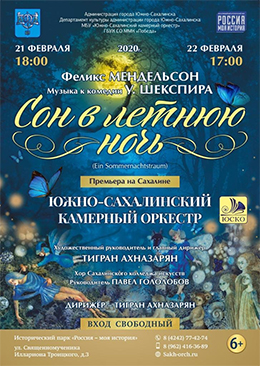 Администрация города Южно-Сахалинска
Департамент культуры администрации города Южно-Сахалинска
МБУ «Южно-Сахалинский камерный оркестр»
ГБУК СО ММП «Победа»
РОССИЯ
МОЯ ИСТОРИЯ
21 ФЕВРАЛЯ 2020 22 ФЕВРАЛЯ
18:00 17:00
Феликс МЕНДЕЛЬСОН
Музыка к комедии У. ШЕКСПИРА
Сон в летнюю
ночь
(Ein Sommernachtstraum)
Премьера на Сахалине
ЮЖНО-САХАЛИНСКИЙ
КАМЕРНЫЙ ОРКЕСТР
ЮСКО
Художественный руководитель и главный дирижер
ТИГРАН АХНАЗАРЯН
Хор Сахалинского колледжа искусств
Руководитель ПАВЕЛ ГОЛОЛОБОВ
ДИРИЖЕР - ТИГРАН АХНАЗАРЯН
ВХОД СВОБОДНЫЙ
Исторический парк «Россия - моя история»
ул. Священномученика
Иллариона Троицкого, д.3
8 (4242) 77-42-74
8 (962) 416-36-89
Sakh-orch.ru
6+